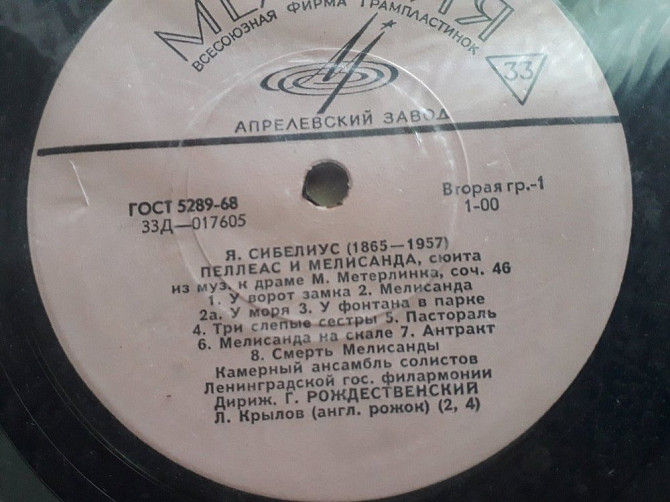 ВСЕСОЮЗНАЯ ФИРМА ГРАМПЛАСТИНОК
33
АПРЕЛЕВСКИЙ ЗАВОД
ГОСТ 5289-68
33Д—017605
Вторая гр.-1
1-00
Я. СИБЕЛИУС (1865—1957)
ПЕЛЛЕАС И МЕЛИСАНДА, сюита
из муз. к драме М. Метерлинка, соч. 46
1. У ворот замка 2. Мелисанда
2а. У моря 3. У фонтана в парке
4. Три слепые сестры 5. Пастораль
6. Мелисанда на скале 7. Антракт
8. Смерть Мелисанды
Камерный ансамбль солистов
Ленинградской гос. филармонии
Дириж. Г. РОЖДЕСТВЕНСКИЙ
Л. Крылов (англ. рожок) (2, 4)